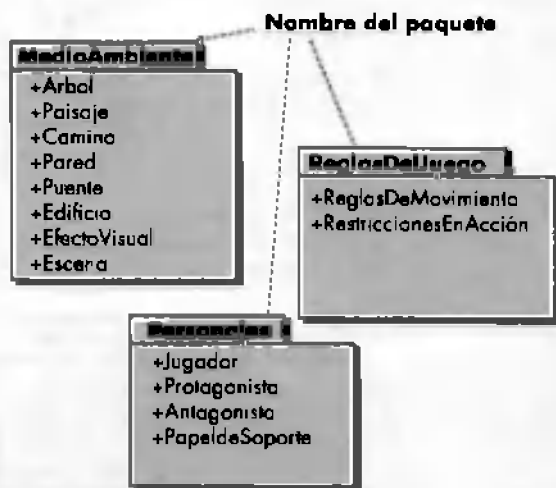 Nombre del paquete
MedioAmbiente
+Arbol
+Paisaje
+Camino
+Pared
+Puente
+Edificio
+EfectoVisual
+Escena
ReglasDelJuego
+ReglasDeMovimiento
+RestriccionesEnAcción
Personajes
+Jugador
+Protagonista
+Antagonista
+PapeldeSoporte